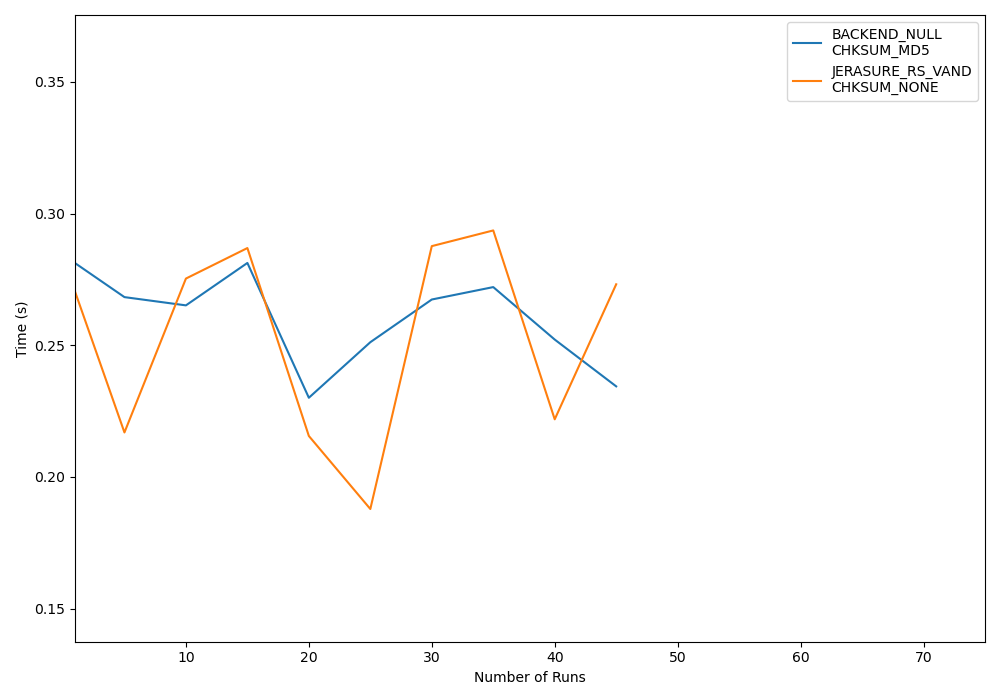 BACKEND_NULL
CHKSUM_MD5
JERASURE_RS_VAND
CHKSUM_NONE
0.35
0.30
0.25
0.20
0.15
Time (s)
10 20 30 40 50 60 70
Number of Runs